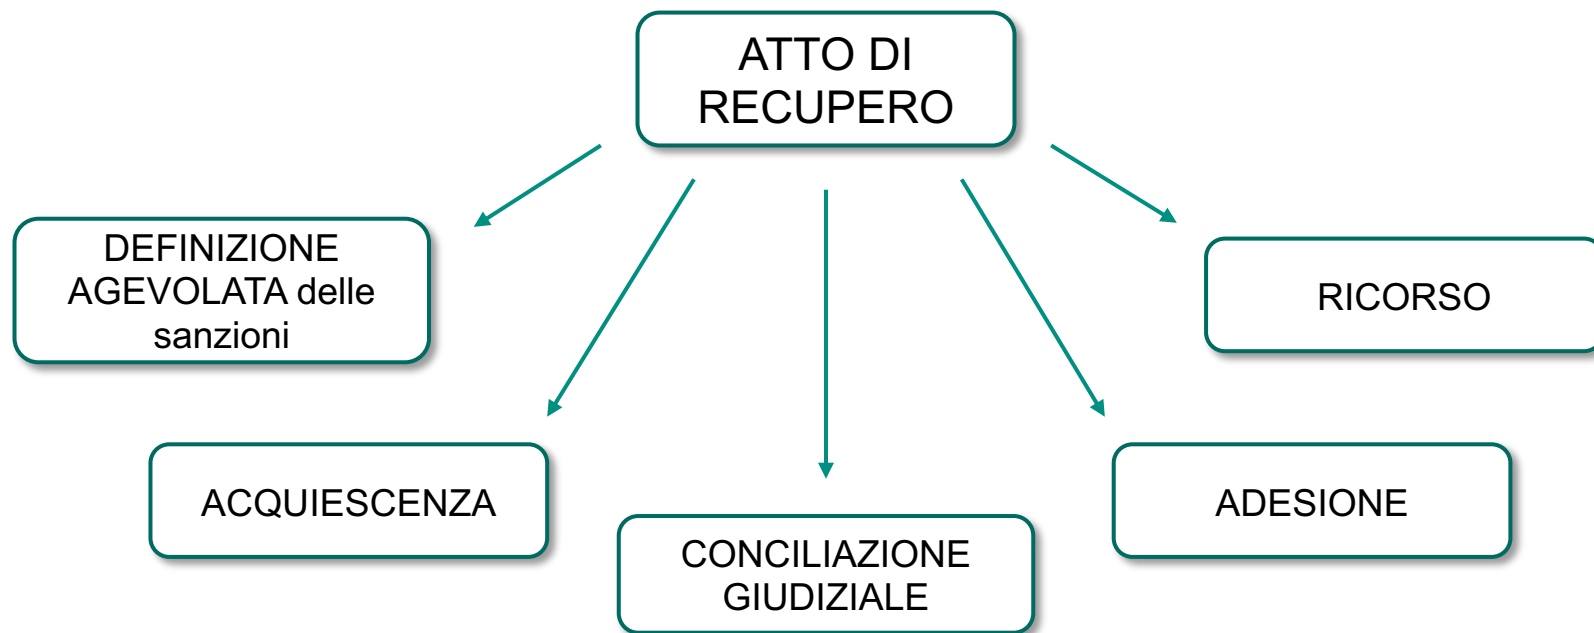 ATTO DI
RECUPERO
DEFINIZIONE
AGEVOLATA delle
sanzioni
RICORSO
ACQUIESCENZA
ADESIONE
CONCILIAZIONE
GIUDIZIALE